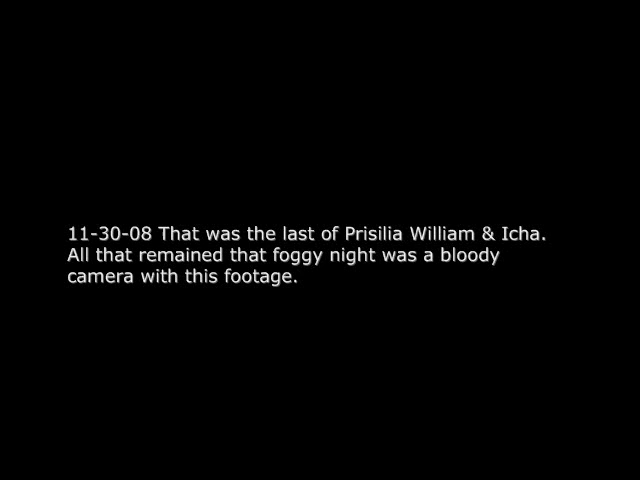 11-30-08 That was the last of Prisilia William & Icha.
All that remained that foggy night was a bloody
camera with this footage.